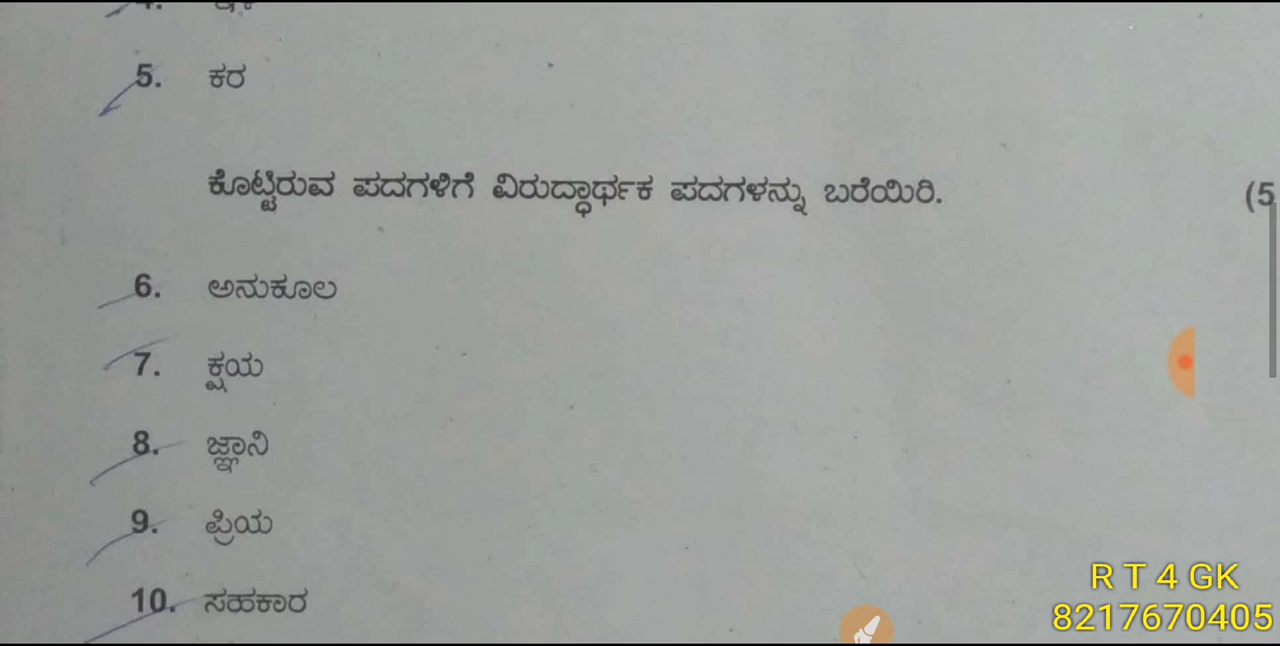 5. ಕರ
ಕೊಟ್ಟಿರುವ ಪದಗಳಿಗೆ ವಿರುದ್ಧಾರ್ಥಕ ಪದಗಳನ್ನು ಬರೆಯಿರಿ. (5
6. ಅನುಕೂಲ
7. ಕ್ಷಯ
8. ಜ್ಞಾನಿ
9. ಪ್ರಿಯ
10. ಸಹಕಾರ
R T 4 GK
8217670405